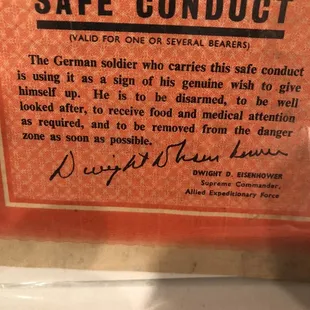 SAFE CONDUCT
(VALID FOR ONE OR SEVERAL BEARERS)
The German soldier who carries this safe conduct
is using it as a sign of his genuine wish to give
himself up. He is to be disarmed, to be well
looked after, to receive food and medical attention
as required, and to be removed from the danger
zone as soon as possible.
Dwight D Eisenhower
DWIGHT D. EISENHOWER
Supreme Commander,
Allied Expeditionary Force